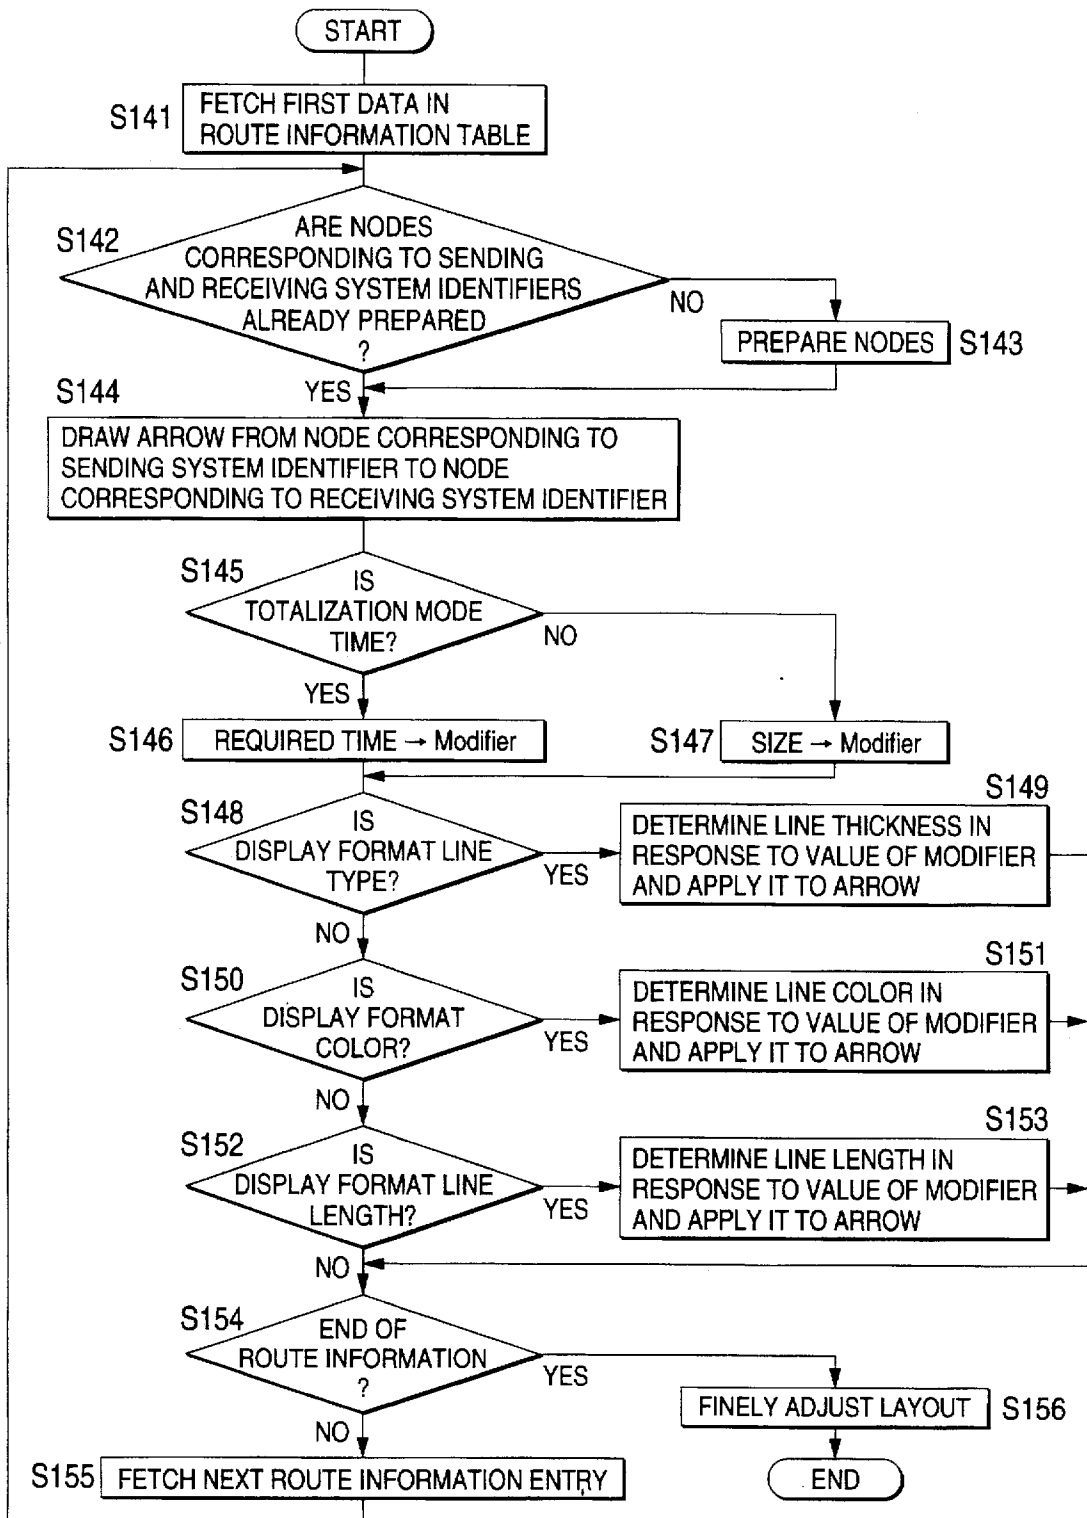 START
S141
FETCH FIRST DATA IN
ROUTE INFORMATION TABLE
S142
ARE NODES
CORRESPONDING TO SENDING
AND RECEIVING SYSTEM IDENTIFIERS
ALREADY PREPARED
?
NO
PREPARE NODES
S143
YES
S144
DRAW ARROW FROM NODE CORRESPONDING TO
SENDING SYSTEM IDENTIFIER TO NODE
CORRESPONDING TO RECEIVING SYSTEM IDENTIFIER
S145
IS
TOTALIZATION MODE
TIME?
NO
YES
S146
REQUIRED TIME → Modifier
S147
SIZE → Modifier
S148
IS
DISPLAY FORMAT LINE
TYPE?
YES
S149
DETERMINE LINE THICKNESS IN
RESPONSE TO VALUE OF MODIFIER
AND APPLY IT TO ARROW
NO
S150
IS
DISPLAY FORMAT
COLOR?
YES
S151
DETERMINE LINE COLOR IN
RESPONSE TO VALUE OF MODIFIER
AND APPLY IT TO ARROW
NO
S152
IS
DISPLAY FORMAT LINE
LENGTH?
YES
S153
DETERMINE LINE LENGTH IN
RESPONSE TO VALUE OF MODIFIER
AND APPLY IT TO ARROW
NO
S154
END OF
ROUTE INFORMATION
?
YES
FINELY ADJUST LAYOUT
S156
NO
S155
FETCH NEXT ROUTE INFORMATION ENTRY
END